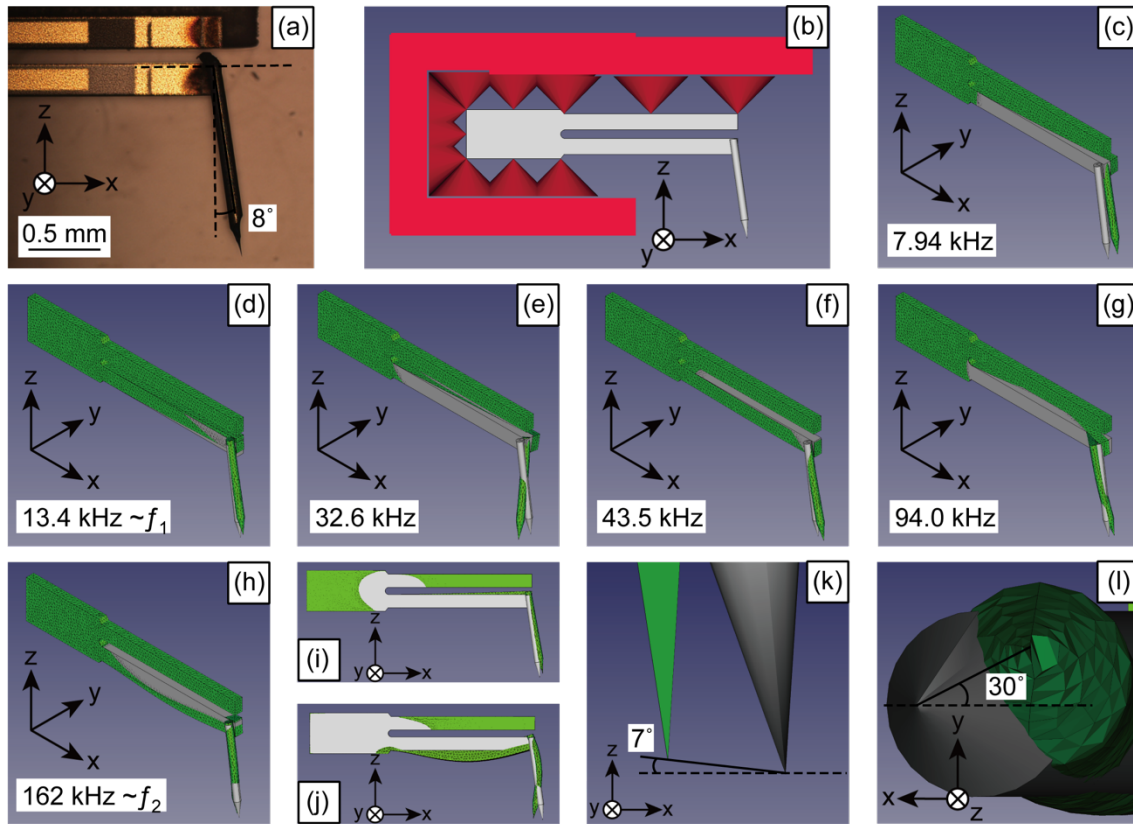 (a)
z
y
x
0.5 mm
8°
(b)
z
y
x
(c)
z
y
x
7.94 kHz
(d)
z
y
x
13.4 kHz ~f₁
(e)
z
y
x
32.6 kHz
(f)
z
y
x
43.5 kHz
(g)
z
y
x
94.0 kHz
(h)
z
y
x
162 kHz ~f₂
(i)
z
y
x
(j)
z
y
x
(k)
7°
z
y
x
(l)
30°
y
x
z